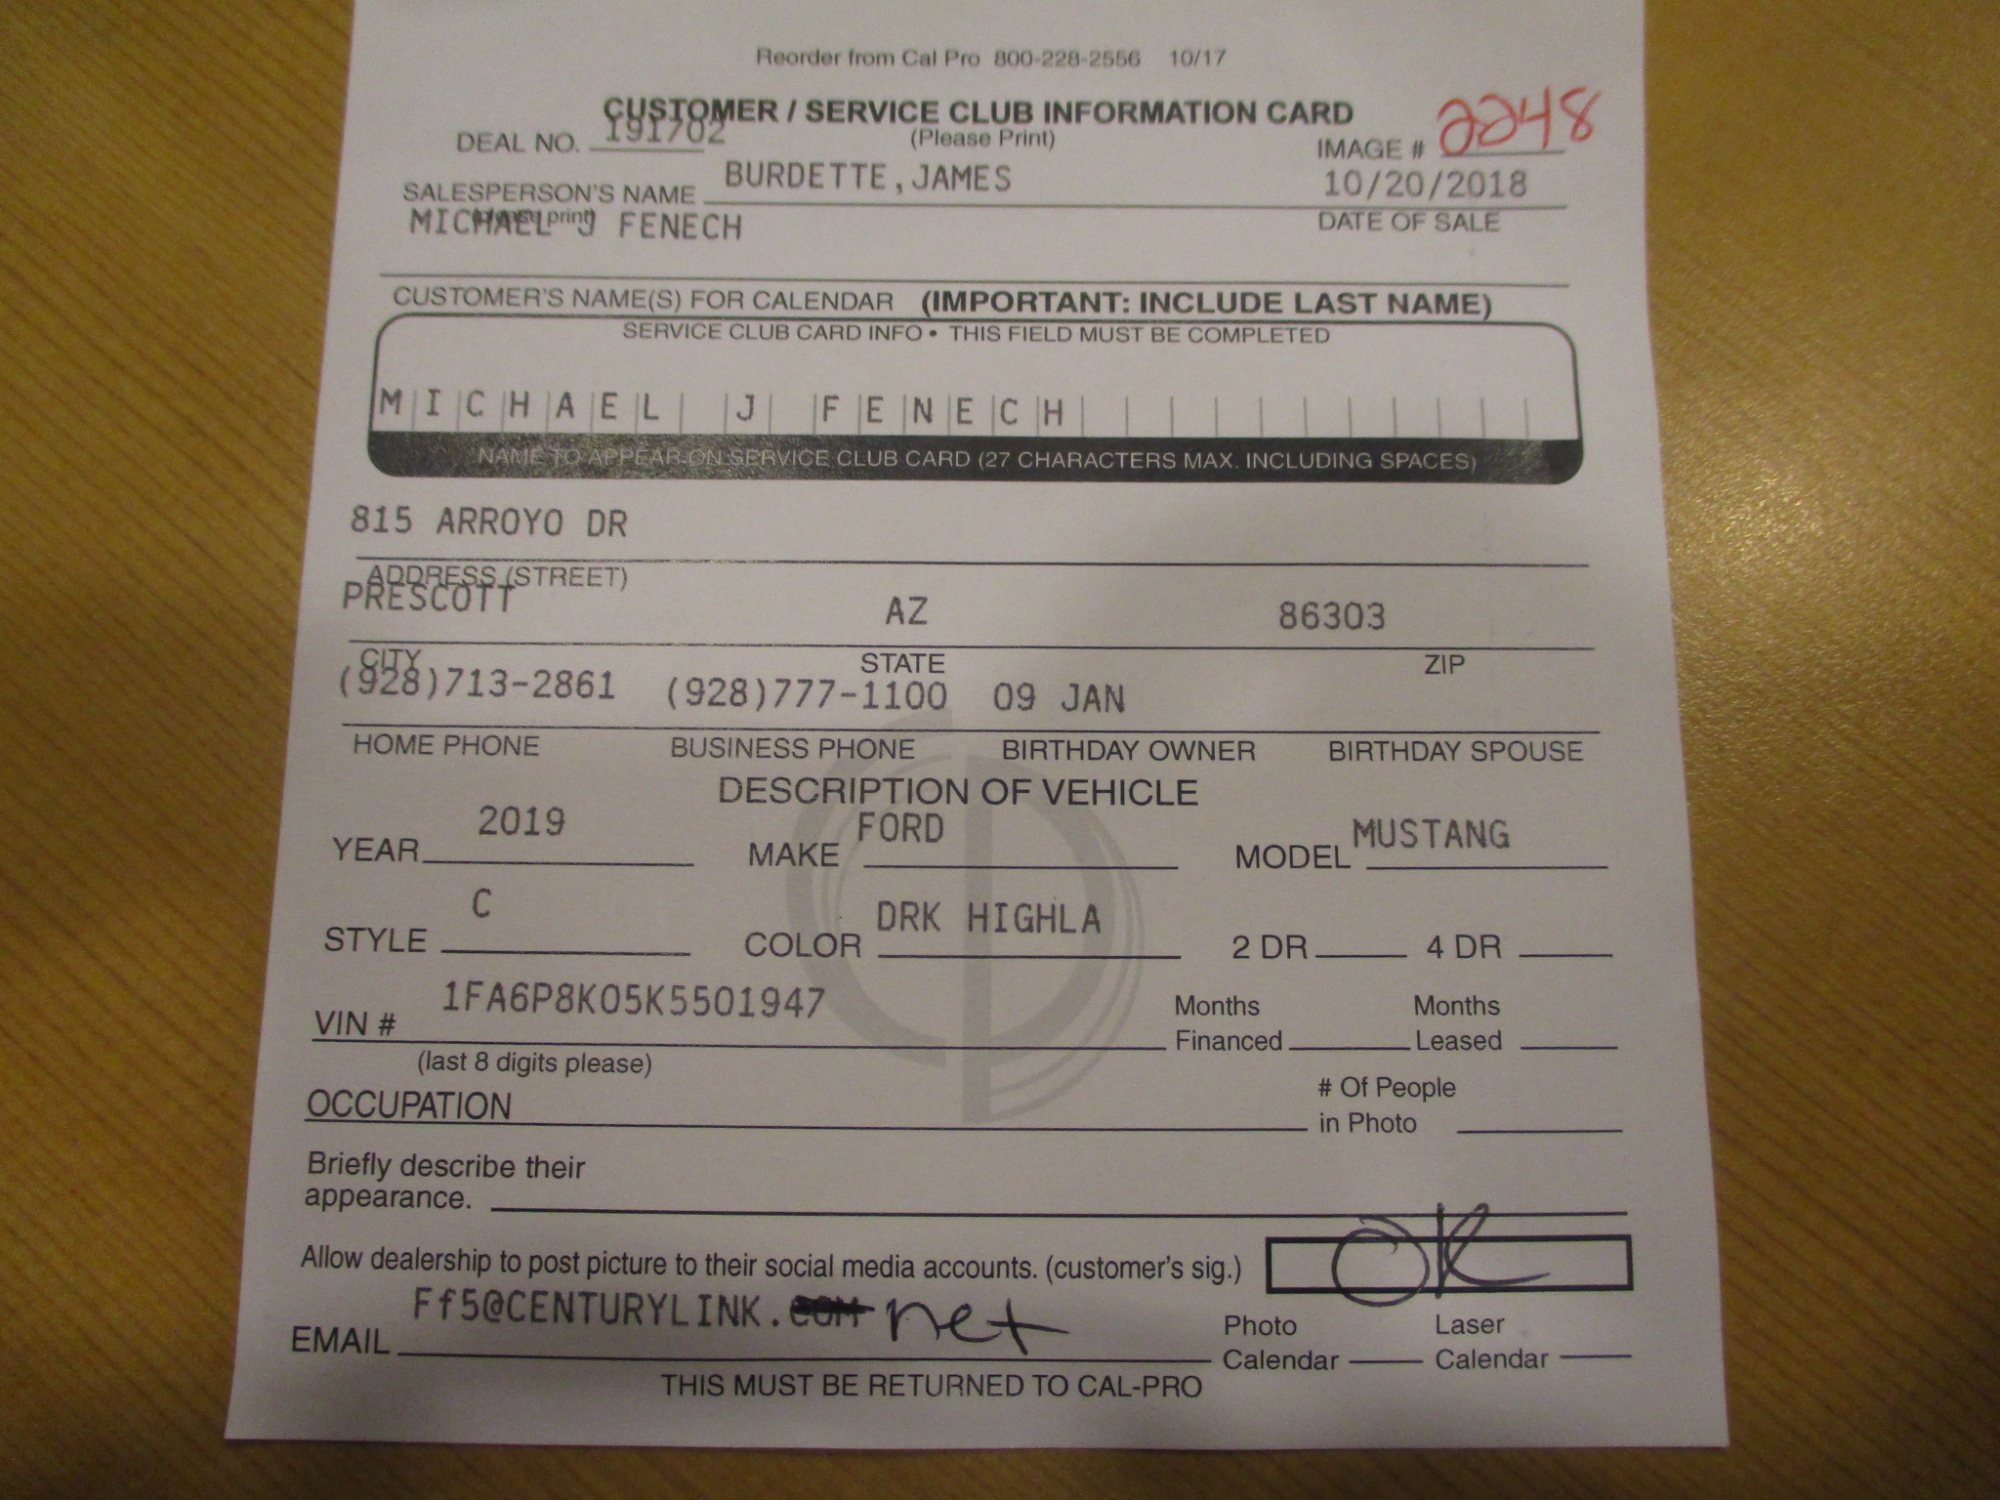 Reorder from Cal Pro 800-228-2556 10/17
CUSTOMER / SERVICE CLUB INFORMATION CARD
DEAL NO. 191702 (Please Print) IMAGE # 2248
SALESPERSON'S NAME BURDETTE,JAMES 10/20/2018
(please print) DATE OF SALE
MICHAEL J FENECH
CUSTOMER'S NAME(S) FOR CALENDAR (IMPORTANT: INCLUDE LAST NAME)
SERVICE CLUB CARD INFO • THIS FIELD MUST BE COMPLETED
MICHAEL J FENECH
NAME TO APPEAR ON SERVICE CLUB CARD (27 CHARACTERS MAX. INCLUDING SPACES)
815 ARROYO DR
ADDRESS (STREET)
PRESCOTT AZ 86303
CITY STATE ZIP
(928)713-2861 (928)777-1100 09 JAN
HOME PHONE BUSINESS PHONE BIRTHDAY OWNER BIRTHDAY SPOUSE
DESCRIPTION OF VEHICLE
YEAR 2019 MAKE FORD MODEL MUSTANG
STYLE C COLOR DRK HIGHLA 2 DR 4 DR
VIN # 1FA6P8K05K5501947 Months Financed Months Leased
(last 8 digits please)
OCCUPATION # Of People in Photo
Briefly describe their
appearance.
Allow dealership to post picture to their social media accounts. (customer's sig.) OK
EMAIL Ff5@CENTURYLINK.COM net Photo Calendar Laser Calendar
THIS MUST BE RETURNED TO CAL-PRO